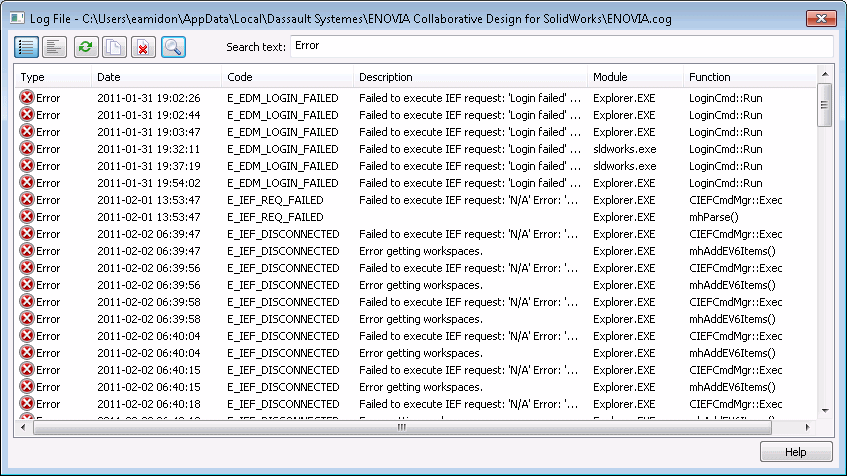 Log File - C:\Users\eamidon\AppData\Local\Dassault Systemes\ENOVIA Collaborative Design for SolidWorks\ENOVIA.cog
Search text: Error
Type Date Code Description Module Function
Error 2011-01-31 19:02:26 E_EDM_LOGIN_FAILED Failed to execute IEF request: 'Login failed' ... Explorer.EXE LoginCmd::Run
Error 2011-01-31 19:02:44 E_EDM_LOGIN_FAILED Failed to execute IEF request: 'Login failed' ... Explorer.EXE LoginCmd::Run
Error 2011-01-31 19:03:47 E_EDM_LOGIN_FAILED Failed to execute IEF request: 'Login failed' ... Explorer.EXE LoginCmd::Run
Error 2011-01-31 19:32:11 E_EDM_LOGIN_FAILED Failed to execute IEF request: 'Login failed' ... sldworks.exe LoginCmd::Run
Error 2011-01-31 19:37:19 E_EDM_LOGIN_FAILED Failed to execute IEF request: 'Login failed' ... sldworks.exe LoginCmd::Run
Error 2011-01-31 19:54:02 E_EDM_LOGIN_FAILED Failed to execute IEF request: 'Login failed' ... Explorer.EXE LoginCmd::Run
Error 2011-02-01 13:53:47 E_IEF_REQ_FAILED Failed to execute IEF request: 'N/A' Error: '... Explorer.EXE CIEFCmdMgr::Exec
Error 2011-02-01 13:53:47 E_IEF_REQ_FAILED Explorer.EXE mhParse()
Error 2011-02-02 06:39:47 E_IEF_DISCONNECTED Failed to execute IEF request: 'N/A' Error: '... Explorer.EXE CIEFCmdMgr::Exec
Error 2011-02-02 06:39:47 E_IEF_DISCONNECTED Error getting workspaces. Explorer.EXE mhAddEV6Items()
Error 2011-02-02 06:39:56 E_IEF_DISCONNECTED Failed to execute IEF request: 'N/A' Error: '... Explorer.EXE CIEFCmdMgr::Exec
Error 2011-02-02 06:39:56 E_IEF_DISCONNECTED Error getting workspaces. Explorer.EXE mhAddEV6Items()
Error 2011-02-02 06:39:58 E_IEF_DISCONNECTED Failed to execute IEF request: 'N/A' Error: '... Explorer.EXE CIEFCmdMgr::Exec
Error 2011-02-02 06:39:58 E_IEF_DISCONNECTED Error getting workspaces. Explorer.EXE mhAddEV6Items()
Error 2011-02-02 06:40:04 E_IEF_DISCONNECTED Failed to execute IEF request: 'N/A' Error: '... Explorer.EXE CIEFCmdMgr::Exec
Error 2011-02-02 06:40:04 E_IEF_DISCONNECTED Error getting workspaces. Explorer.EXE mhAddEV6Items()
Error 2011-02-02 06:40:15 E_IEF_DISCONNECTED Failed to execute IEF request: 'N/A' Error: '... Explorer.EXE CIEFCmdMgr::Exec
Error 2011-02-02 06:40:15 E_IEF_DISCONNECTED Error getting workspaces. Explorer.EXE mhAddEV6Items()
Error 2011-02-02 06:40:18 E_IEF_DISCONNECTED Failed to execute IEF request: 'N/A' Error: '... Explorer.EXE CIEFCmdMgr::Exec
Help